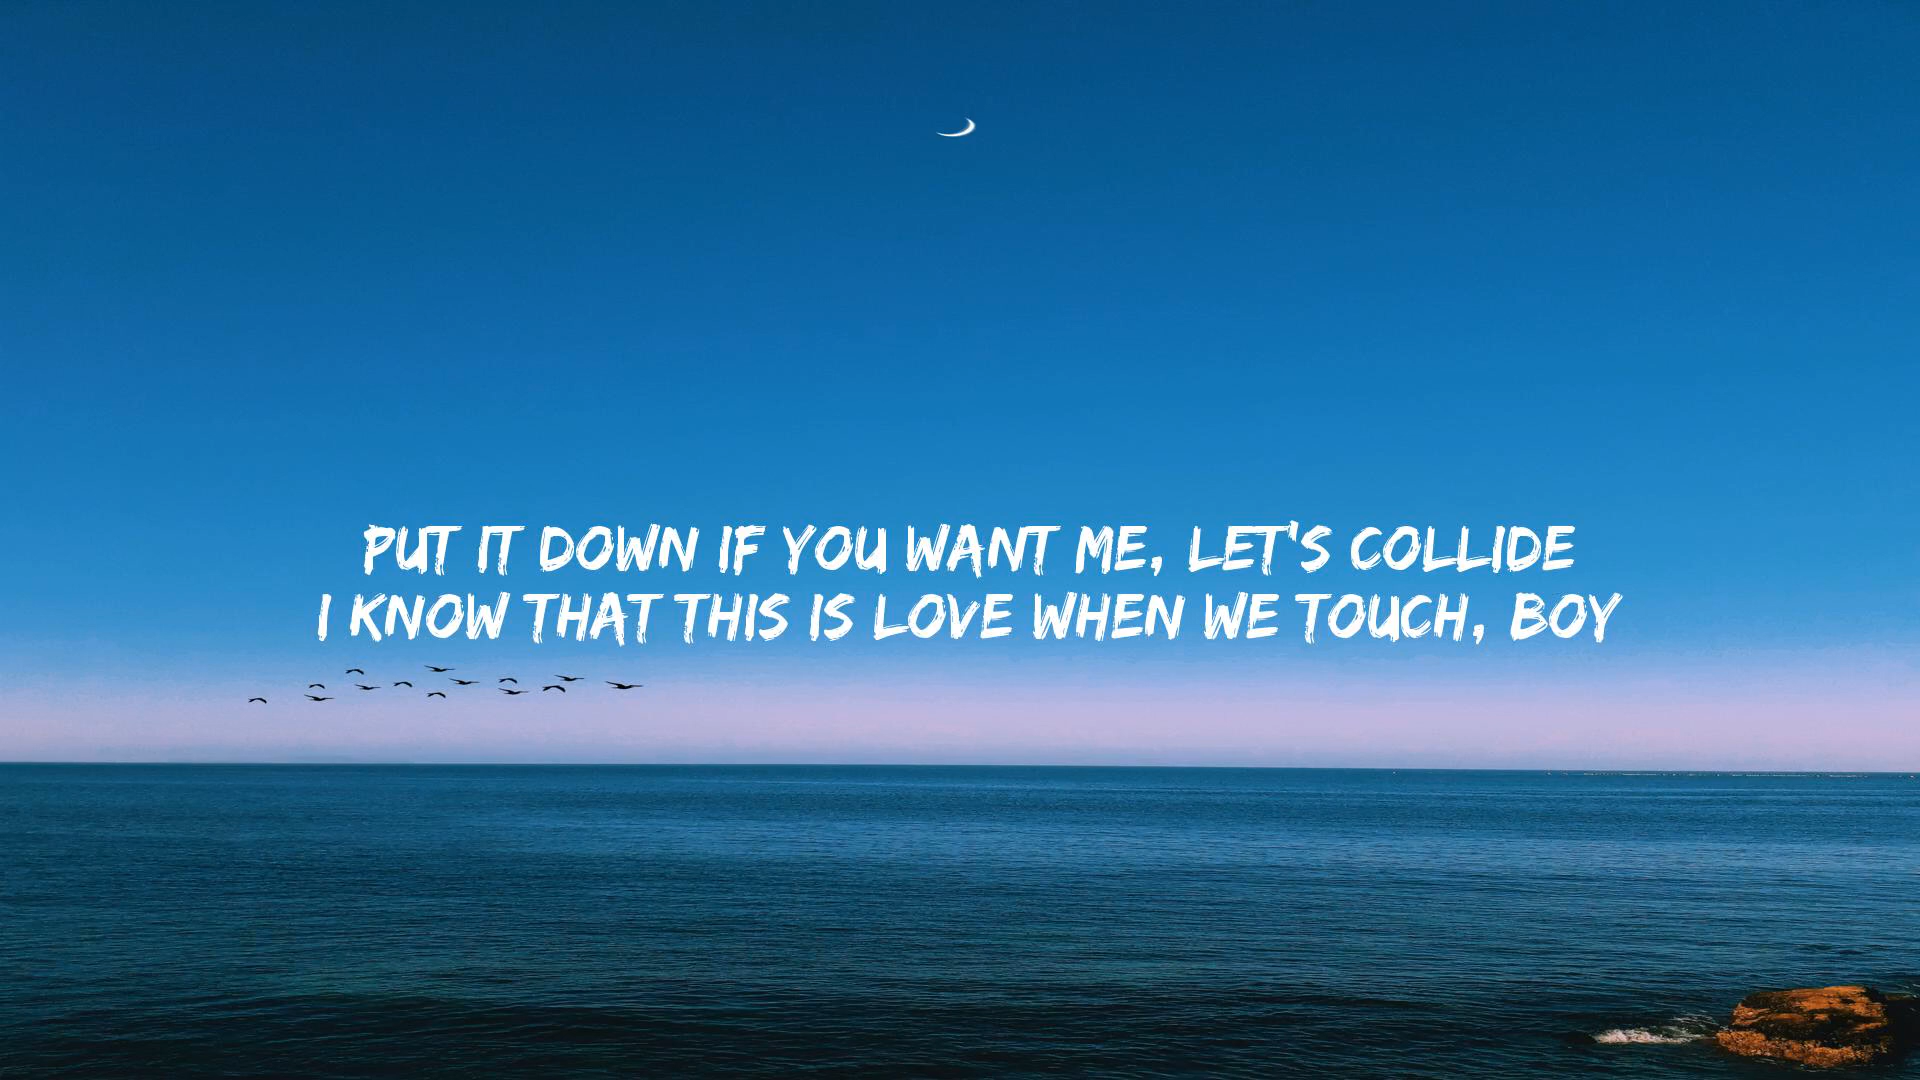 PUT IT DOWN IF YOU WANT ME, LET'S COLLIDE
I KNOW THAT THIS IS LOVE WHEN WE TOUCH, BOY